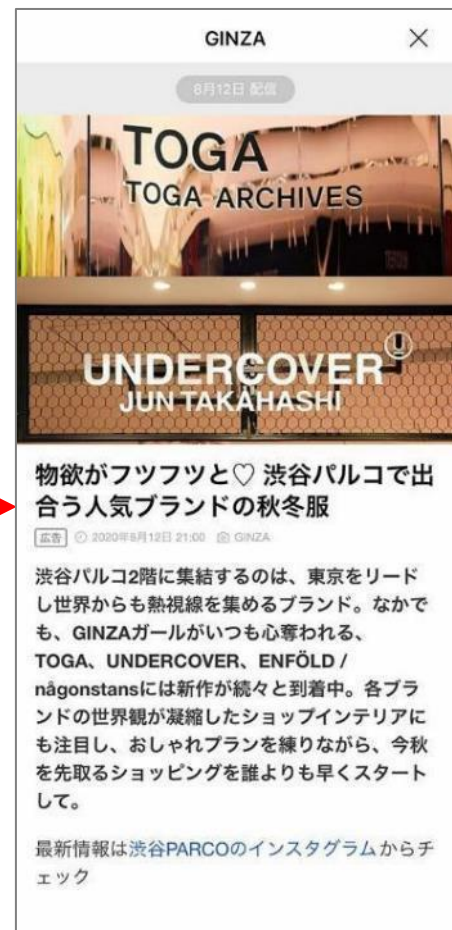 GINZA
6月12日 配信
TOGA
TOGA ARCHIVES
UNDERCOVER
JUN TAKAHASHI
物欲がフツフツと♡ 渋谷パルコで出
合う人気ブランドの秋冬服
広告 2020年6月12日 21:00 GINZA
渋谷パルコ2階に集結するのは、東京をリード
し世界からも熱視線を集めるブランド。なかで
も、GINZAガールがいつも心奪われる、
TOGA、UNDERCOVER、ENFÖLD /
någonstansには新作が続々と到着中。各ブラ
ンドの世界観が凝縮したショップインテリアに
も注目し、おしゃれプランを練りながら、今秋
を先取るショッピングを誰よりも早くスタート
して。
最新情報は渋谷PARCOのインスタグラムからチ
ェック